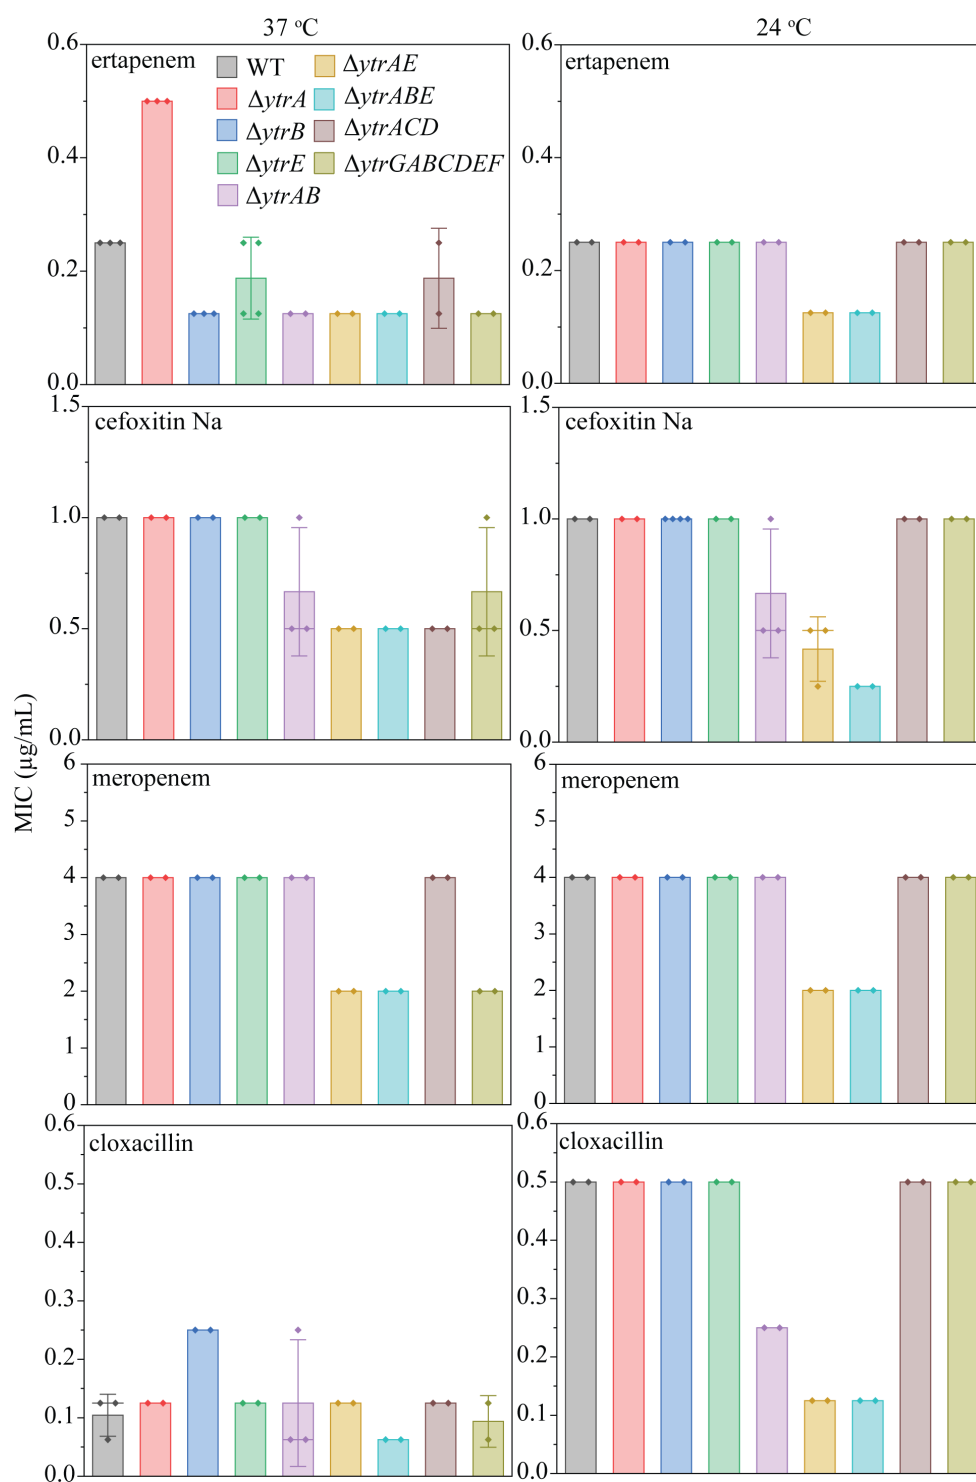 37 °C
24 °C
0.6
ertapenem
WT
ΔytrA
ΔytrB
ΔytrE
ΔytrAB
ΔytrAE
ΔytrABE
ΔytrACD
ΔytrGABCDEF
0.4
0.2
0.0
0.6
ertapenem
0.4
0.2
0.0
1.5
cefoxitin Na
1.0
0.5
0.0
1.5
cefoxitin Na
1.0
0.5
0.0
MIC (µg/mL)
6
meropenem
5
4
3
2
1
0
6
meropenem
5
4
3
2
1
0
0.6
cloxacillin
0.5
0.4
0.3
0.2
0.1
0.0
0.6
cloxacillin
0.5
0.4
0.3
0.2
0.1
0.0